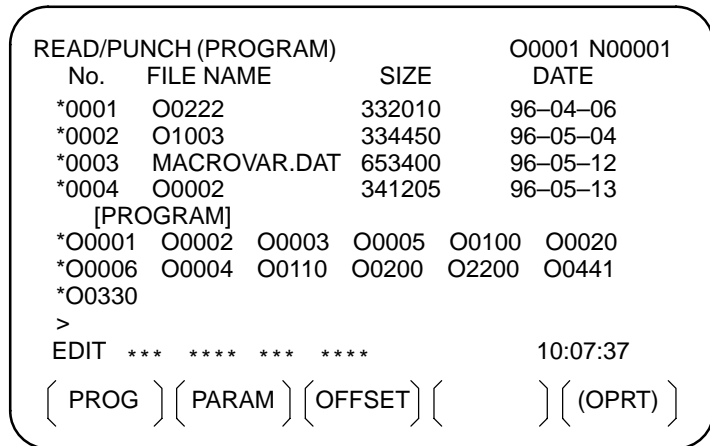 READ/PUNCH (PROGRAM) O0001 N00001
No. FILE NAME SIZE DATE
*0001 O0222 332010 96–04–06
*0002 O1003 334450 96–05–04
*0003 MACROVAR.DAT 653400 96–05–12
*0004 O0002 341205 96–05–13
[PROGRAM]
*O0001 O0002 O0003 O0005 O0100 O0020
*O0006 O0004 O0110 O0200 O2200 O0441
*O0330
>
EDIT *** **** *** **** 10:07:37
PROG PARAM OFFSET (OPRT)